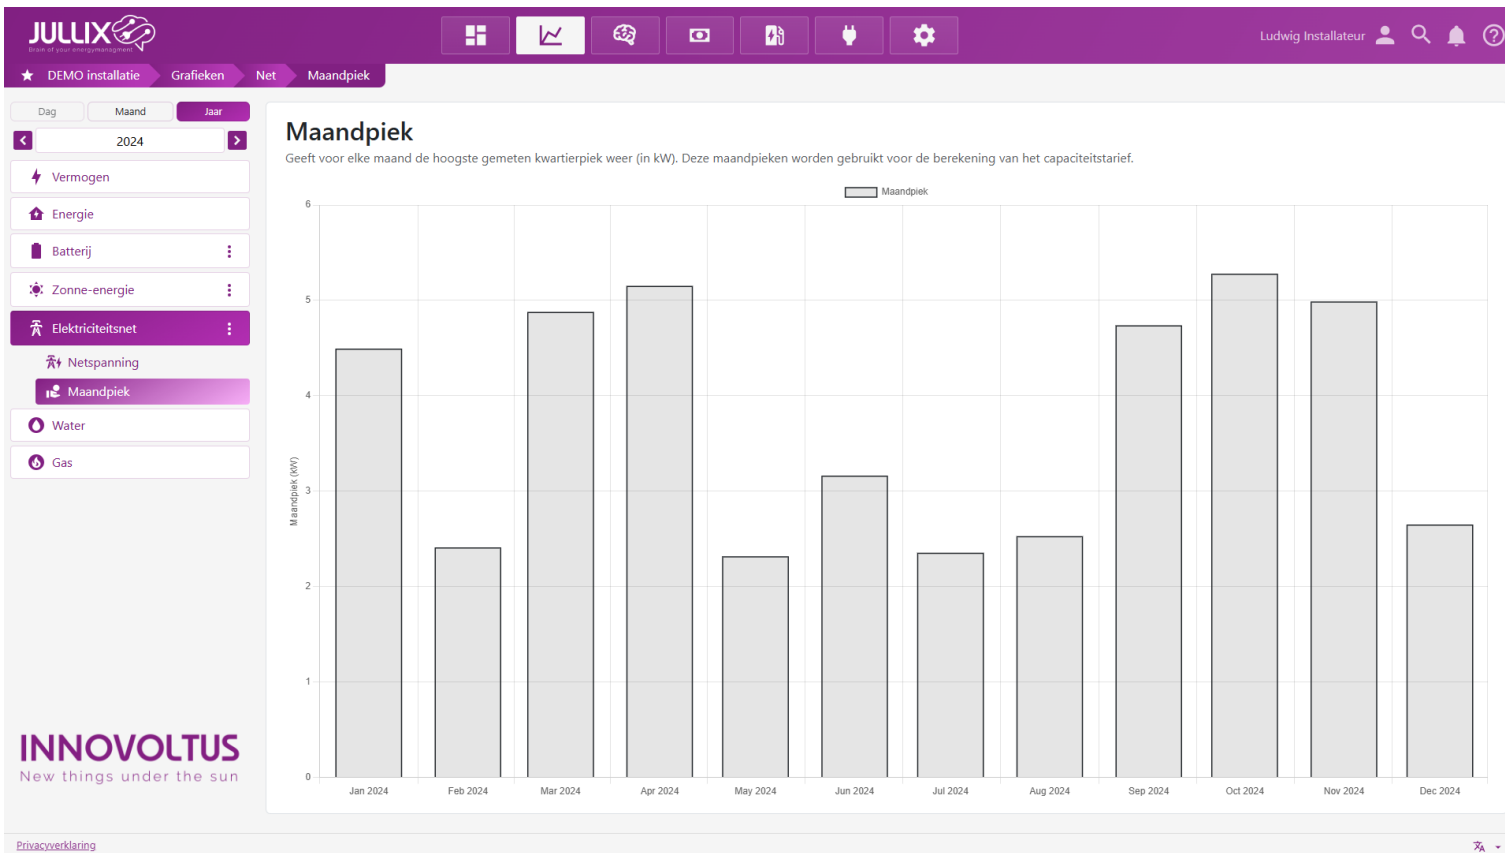 JULLIX
Brain of your energymanagment
Ludwig Installateur
DEMO installatie Grafieken Net Maandpiek
Dag Maand Jaar
2024
Vermogen
Energie
Batterij
Zonne-energie
Elektriciteitsnet
Netspanning
Maandpiek
Water
Gas
INNOVOLTUS
New things under the sun
Maandpiek
Geeft voor elke maand de hoogste gemeten kwartierpiek weer (in kW). Deze maandpieken worden gebruikt voor de berekening van het capaciteitstarief.
Maandpiek
6
5
4
3
2
1
0
Maandpiek (kW)
Jan 2024 Feb 2024 Mar 2024 Apr 2024 May 2024 Jun 2024 Jul 2024 Aug 2024 Sep 2024 Oct 2024 Nov 2024 Dec 2024
Privacyverklaring